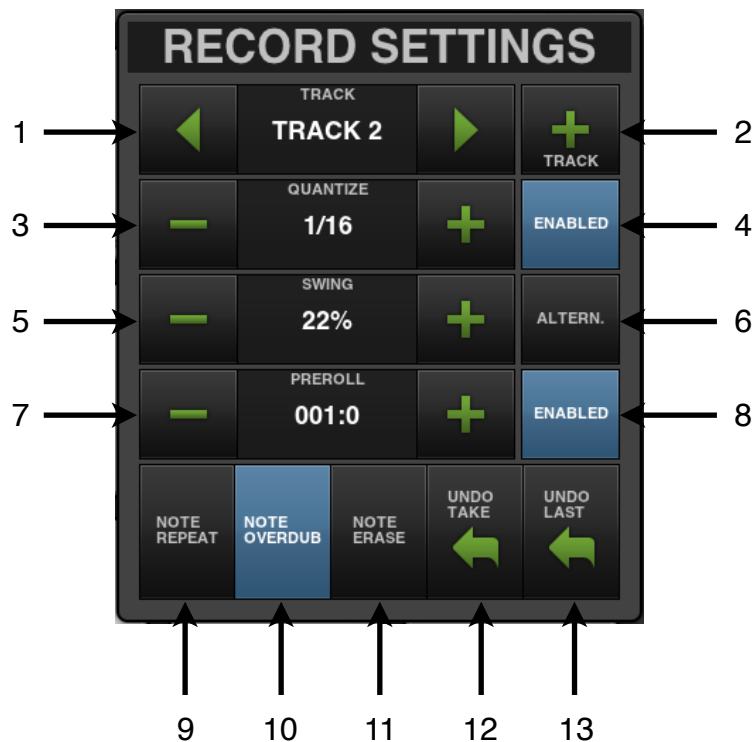 RECORD SETTINGS
TRACK
1
TRACK 2
2
TRACK
QUANTIZE
3
1/16
ENABLED
4
SWING
5
22%
ALTERN.
6
PREROLL
7
001:0
ENABLED
8
NOTE
REPEAT
NOTE
OVERDUB
NOTE
ERASE
UNDO
TAKE
UNDO
LAST
9
10
11
12
13